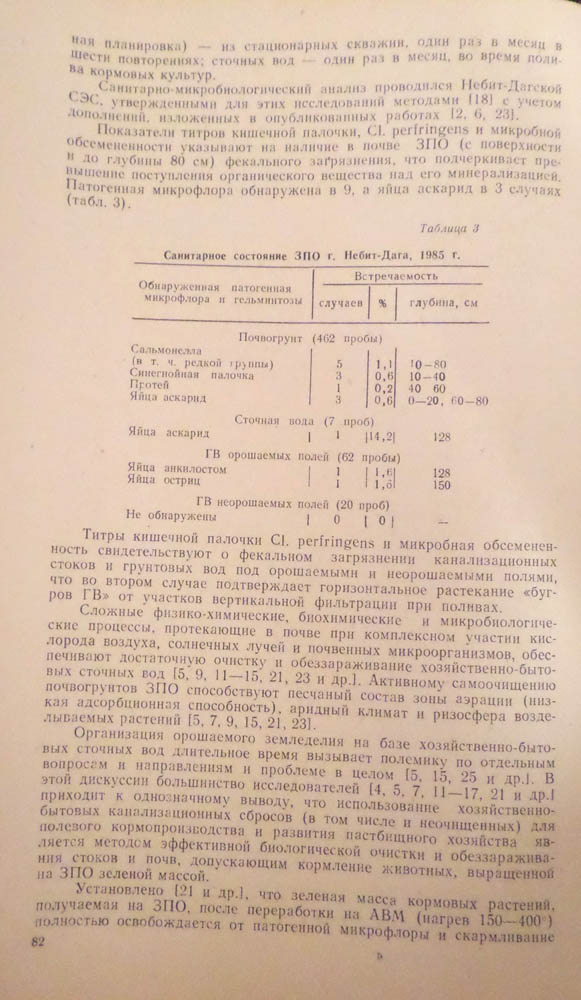 ная планировка) — из стационарных скважин, один раз в месяц в
шести повторениях; сточных вод — один раз в месяц, во время поли-
ва кормовых культур.
Санитарно-микробиологический анализ проводился Небит-Дагской
СЭС, утвержденными для этих исследований методами [18] с учетом
дополнений, изложенных в опубликованных работах [2, 6, 23].
Показатели титров кишечной палочки, Cl. perfringens и микробной
обсемененности указывают на наличие в почве ЗПО (с поверхности
и до глубины 80 см) фекального загрязнения, что подчеркивает пре-
вышение поступления органического вещества над его минерализацией.
Патогенная микрофлора обнаружена в 9, а яйца аскарид в 3 случаях
(табл. 3).
Таблица 3
Санитарное состояние ЗПО г. Небит-Дага, 1985 г.
Обнаруженная патогенная
микрофлора и гельминтозы
Встречаемость
случаев % глубина, см
Почвогрунт (462 пробы)
Сальмонелла
(в т. ч. редкой группы) 5 1,1 10—80
Синегнойная палочка 3 0,6 10—40
Протей 1 0,2 40 60
Яйца аскарид 3 0,6 0—20, 60—80
Сточная вода (7 проб)
Яйца аскарид 1 14,2 128
ГВ орошаемых полей (62 пробы)
Яйца анкилостом 1 1,6 128
Яйца остриц 1 1,6 150
ГВ неорошаемых полей (20 проб)
Не обнаружены 0 0 —
Титры кишечной палочки Cl. perfringens и микробная обсеменен-
ность свидетельствуют о фекальном загрязнении канализационных
стоков и грунтовых вод под орошаемыми и неорошаемыми полями,
что во втором случае подтверждает горизонтальное растекание «буг-
ров ГВ» от участков вертикальной фильтрации при поливах.
Сложные физико-химические, биохимические и микробиологиче-
ские процессы, протекающие в почве при комплексном участии кис-
лорода воздуха, солнечных лучей и почвенных микроорганизмов, обес-
печивают достаточную очистку и обеззараживание хозяйственно-быто-
вых сточных вод [5, 9, 11—15, 21, 23 и др.]. Активному самоочищению
почвогрунтов ЗПО способствуют песчаный состав зоны аэрации (низ-
кая адсорбционная способность), аридный климат и ризосфера возде-
лываемых растений [5, 7, 9, 15, 21, 23].
Организация орошаемого земледелия на базе хозяйственно-быто-
вых сточных вод длительное время вызывает полемику по отдельным
вопросам и направлениям и проблеме в целом [5, 15, 25 и др.]. В
этой дискуссии большинство исследователей [4, 5, 7, 11—17, 21 и др.]
приходит к однозначному выводу, что использование хозяйственно-
бытовых канализационных сбросов (в том числе и неочищенных) для
полевого кормопроизводства и развития пастбищного хозяйства яв-
ляется методом эффективной биологической очистки и обеззаражива-
ния стоков и почв, допускающим кормление животных, выращенной
на ЗПО зеленой массой.
Установлено [21 и др.], что зеленая масса кормовых растений,
получаемая на ЗПО, после переработки на АВМ (нагрев 150—400°)
полностью освобождается от патогенной микрофлоры и скармливание
82